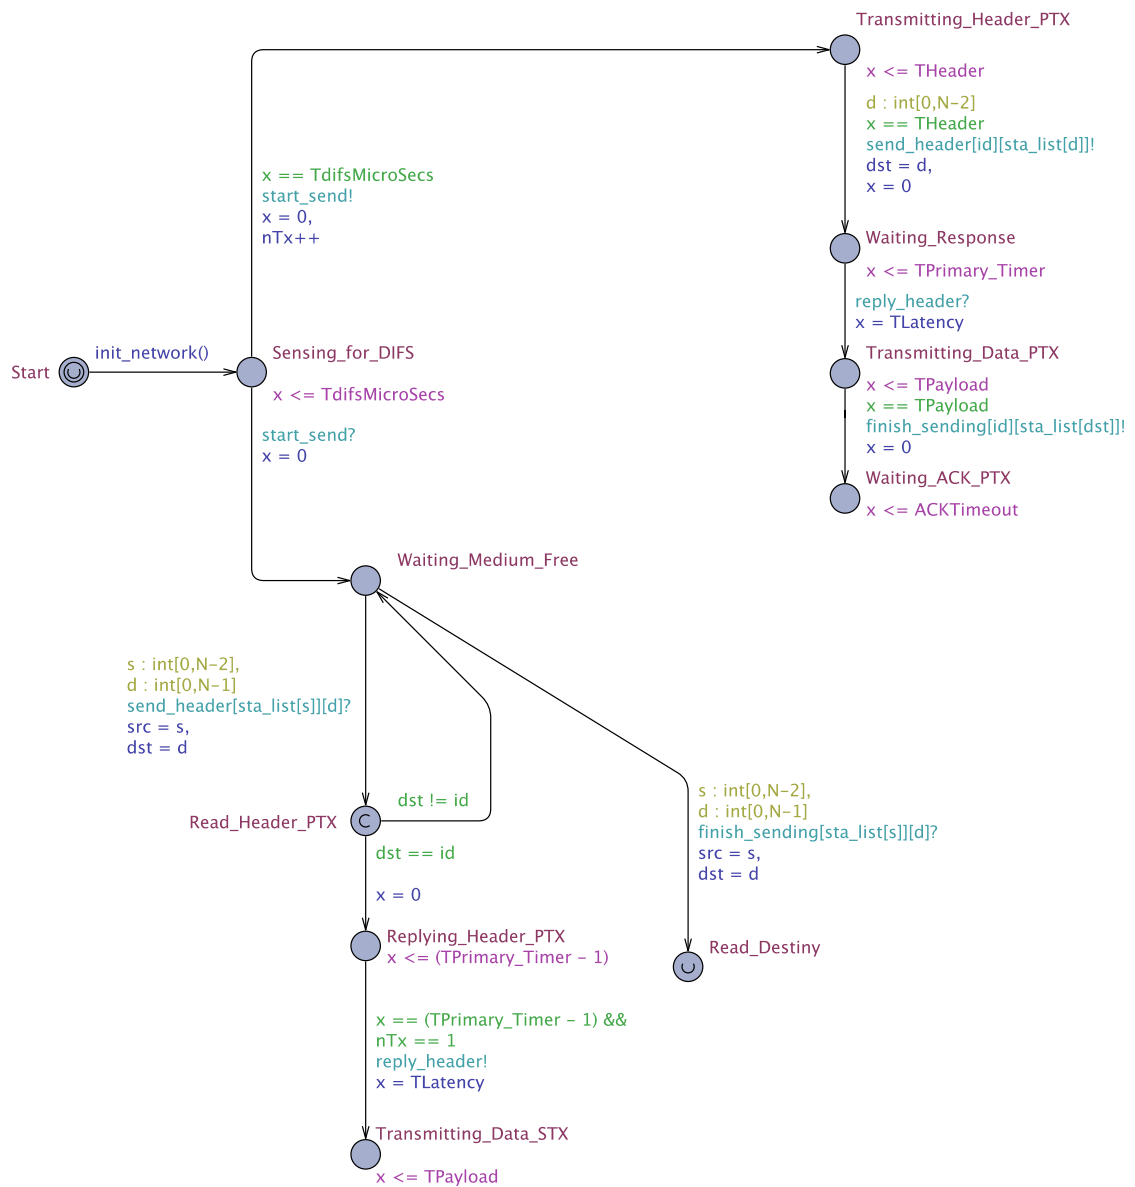 Transmitting_Header_PTX
x <= THeader
d : int[0,N-2]
x == THeader
send_header[id][sta_list[d]]!
dst = d,
x = 0
x == TdifsMicroSecs
start_send!
x = 0,
nTx++
Waiting_Response
x <= TPrimary_Timer
reply_header?
x = TLatency
Start
init_network()
Sensing_for_DIFS
x <= TdifsMicroSecs
Transmitting_Data_PTX
x <= TPayload
x == TPayload
finish_sending[id][sta_list[dst]]!
x = 0
start_send?
x = 0
Waiting_ACK_PTX
x <= ACKTimeout
Waiting_Medium_Free
s : int[0,N-2],
d : int[0,N-1]
send_header[sta_list[s]][d]?
src = s,
dst = d
s : int[0,N-2],
d : int[0,N-1]
finish_sending[sta_list[s]][d]?
src = s,
dst = d
dst != id
Read_Header_PTX
C
dst == id
x = 0
Replying_Header_PTX
x <= (TPrimary_Timer - 1)
Read_Destiny
x == (TPrimary_Timer - 1) &&
nTx == 1
reply_header!
x = TLatency
Transmitting_Data_STX
x <= TPayload